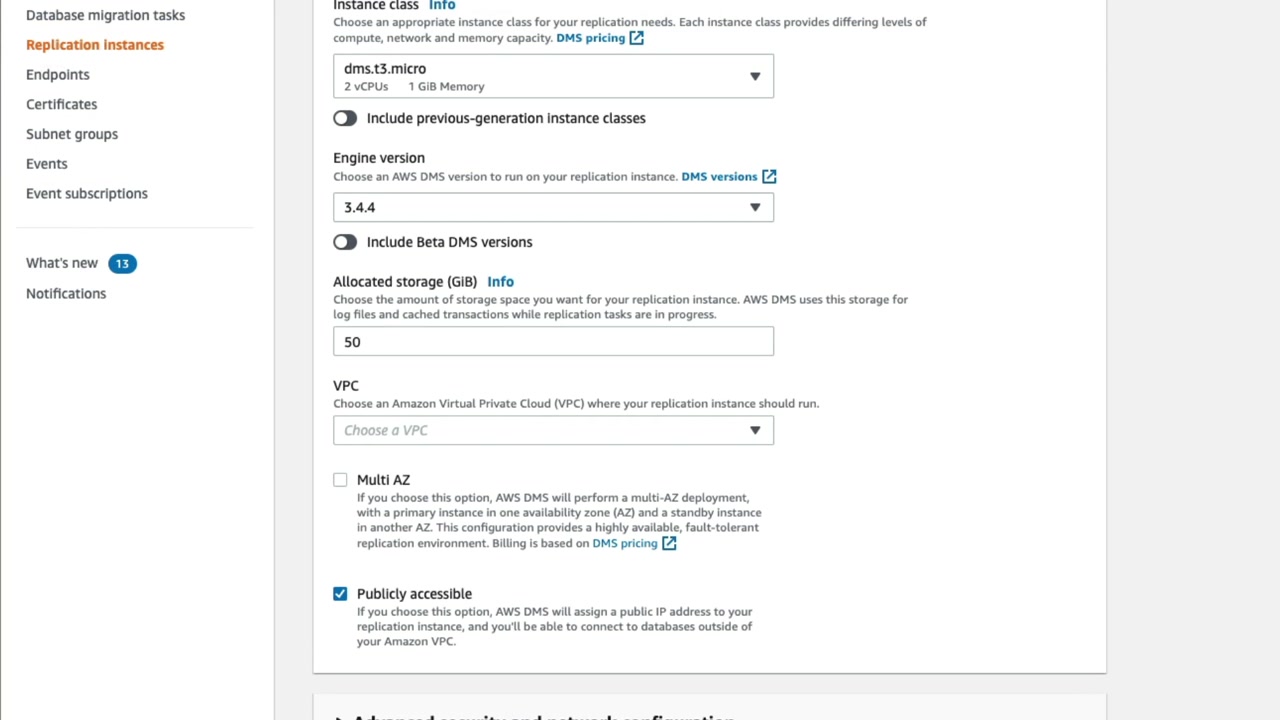 Database migration tasks
Replication instances
Endpoints
Certificates
Subnet groups
Events
Event subscriptions
What's new 13
Notifications
Instance class Info
Choose an appropriate instance class for your replication needs. Each instance class provides differing levels of
compute, network and memory capacity. DMS pricing
dms.t3.micro
2 vCPUs 1 GiB Memory
Include previous-generation instance classes
Engine version
Choose an AWS DMS version to run on your replication instance. DMS versions
3.4.4
Include Beta DMS versions
Allocated storage (GiB) Info
Choose the amount of storage space you want for your replication instance. AWS DMS uses this storage for
log files and cached transactions while replication tasks are in progress.
50
VPC
Choose an Amazon Virtual Private Cloud (VPC) where your replication instance should run.
Choose a VPC
Multi AZ
If you choose this option, AWS DMS will perform a multi-AZ deployment,
with a primary instance in one availability zone (AZ) and a standby instance
in another AZ. This configuration provides a highly available, fault-tolerant
replication environment. Billing is based on DMS pricing
Publicly accessible
If you choose this option, AWS DMS will assign a public IP address to your
replication instance, and you'll be able to connect to databases outside of
your Amazon VPC.
Advanced security and network configuration